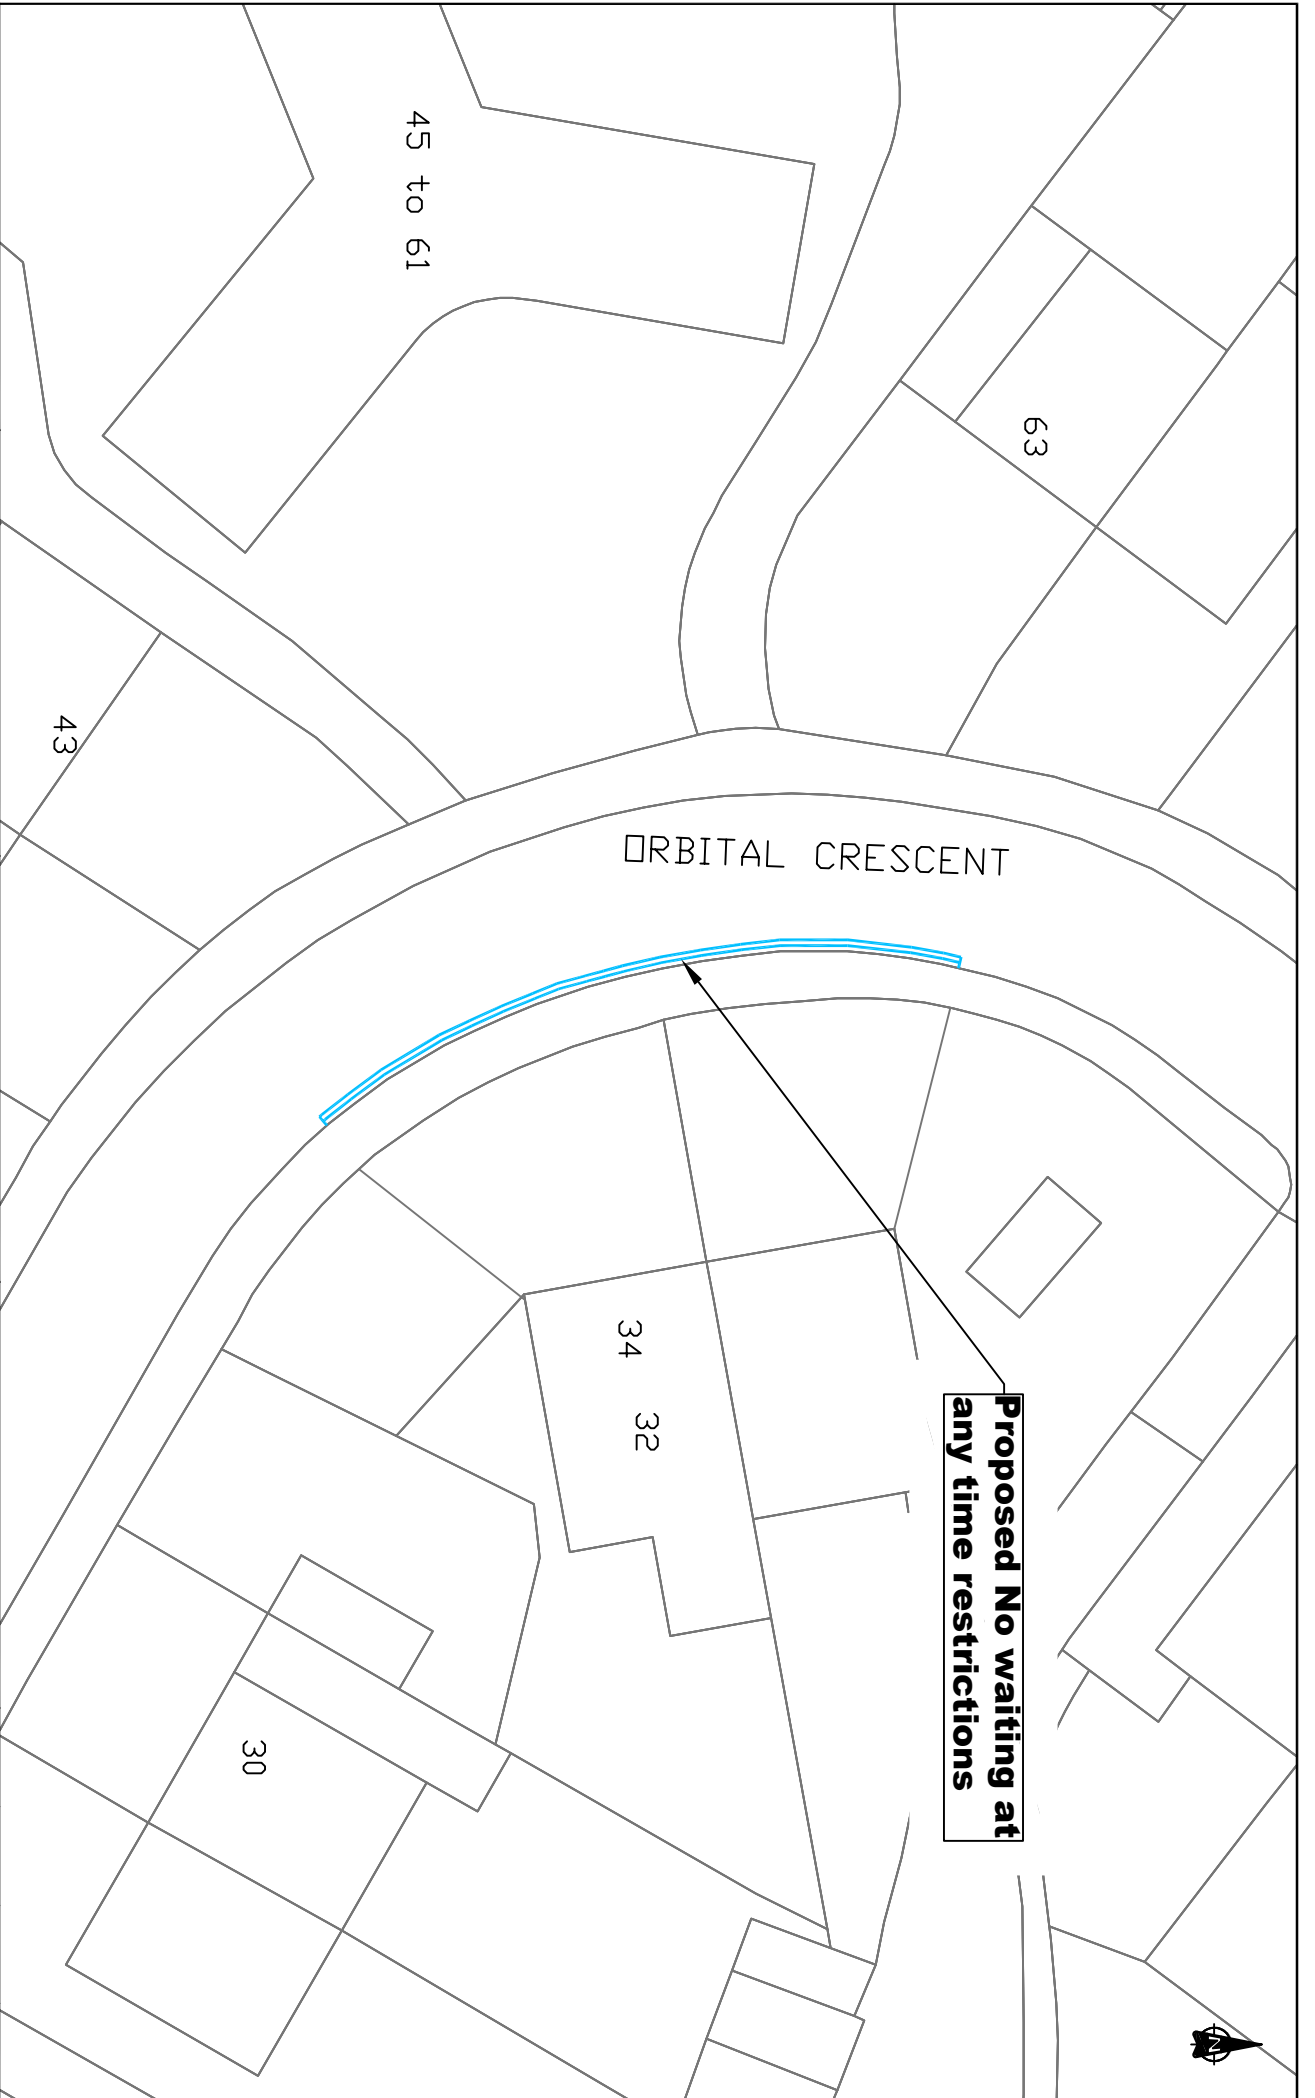 63
45 to 61
ORBITAL CRESCENT
Proposed No waiting at
any time restrictions
34
32
43
30
N